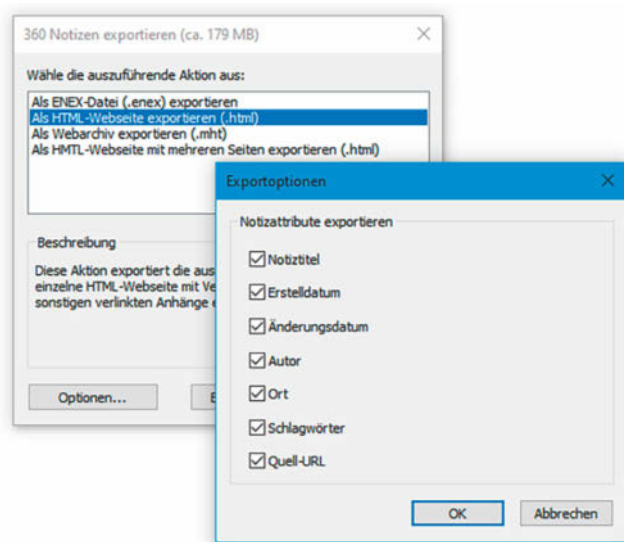 360 Notizen exportieren (ca. 179 MB)
Wähle die auszuführende Aktion aus:
Als ENEX-Datei (.enex) exportieren
Als HTML-Webseite exportieren (.html)
Als Webarchiv exportieren (.mht)
Als HMTL-Webseite mit mehreren Seiten exportieren (.html)
Beschreibung
Diese Aktion exportiert die aus
einzelne HTML-Webseite mit Ve
sonstigen verlinkten Anhänge
Optionen...
Exportoptionen
Notizattribute exportieren
Notiztitel
Erstelldatum
Änderungsdatum
Autor
Ort
Schlagwörter
Quell-URL
OK
Abbrechen